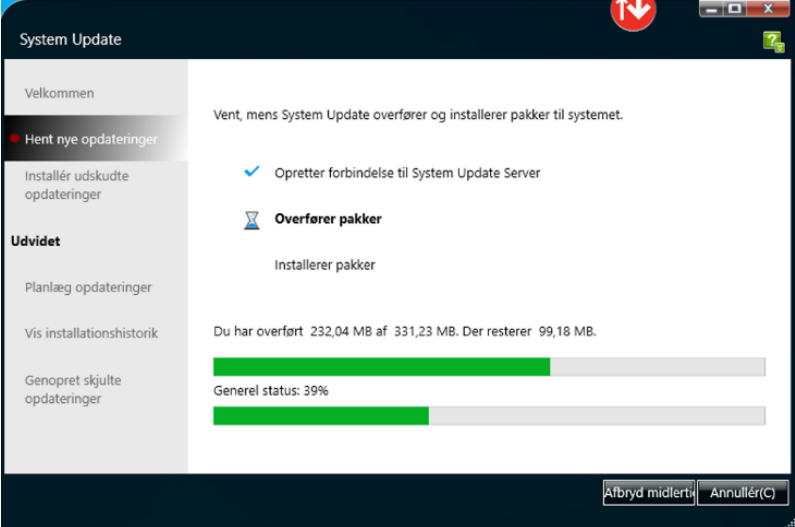 System Update
Velkommen
Hent nye opdateringer
Installér udskudte
opdateringer
Udvidet
Planlæg opdateringer
Vis installationshistorik
Genopret skjulte
opdateringer
Vent, mens System Update overfører og installerer pakker til systemet.
Opretter forbindelse til System Update Server
Overfører pakker
Installerer pakker
Du har overført 232,04 MB af 331,23 MB. Der resterer 99,18 MB.
Generel status: 39%
Afbryd midlerti
Annullér(C)